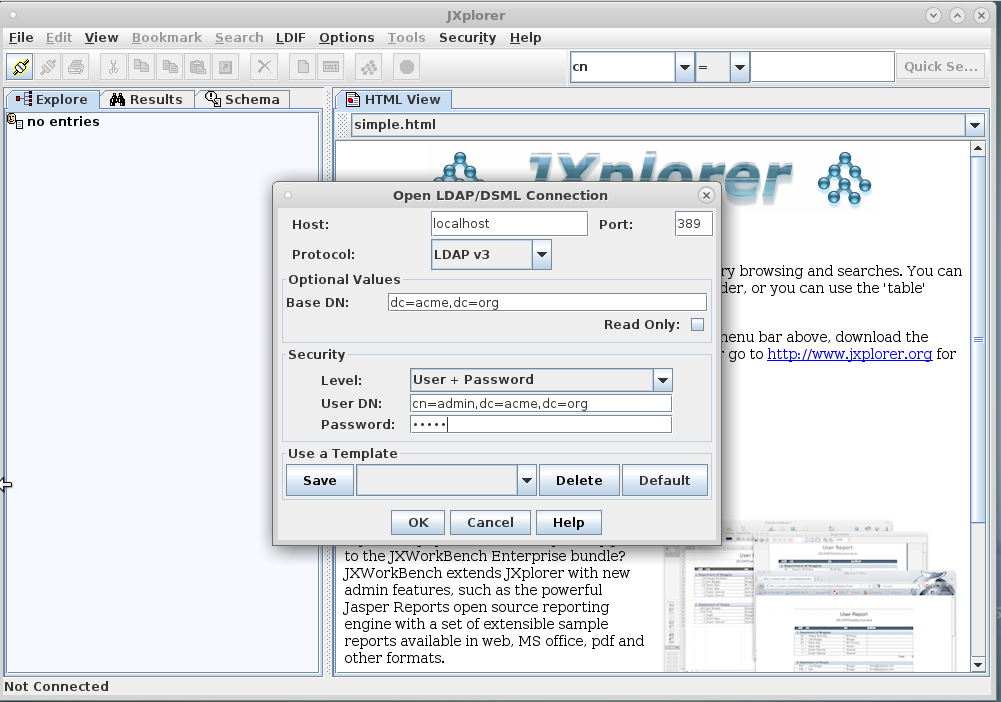 JXplorer
File Edit View Bookmark Search LDIF Options Tools Security Help
cn = Quick Se...
Explore Results Schema HTML View
no entries
simple.html
JXplorer
Open LDAP/DSML Connection
Host: localhost Port: 389
Protocol: LDAP v3
Optional Values
Base DN: dc=acme,dc=org
Read Only:
Security
Level: User + Password
User DN: cn=admin,dc=acme,dc=org
Password: •••••
Use a Template
Save Delete Default
OK Cancel Help
browsing and searches. You can
or you can use the 'table'
bar above, download the
go to http://www.jxplorer.org for
to the JXWorkBench Enterprise bundle?
JXWorkBench extends JXplorer with new
admin features, such as the powerful
Jasper Reports open source reporting
engine with a set of extensible sample
reports available in web, MS office, pdf and
other formats.
User Report
User Report
Not Connected